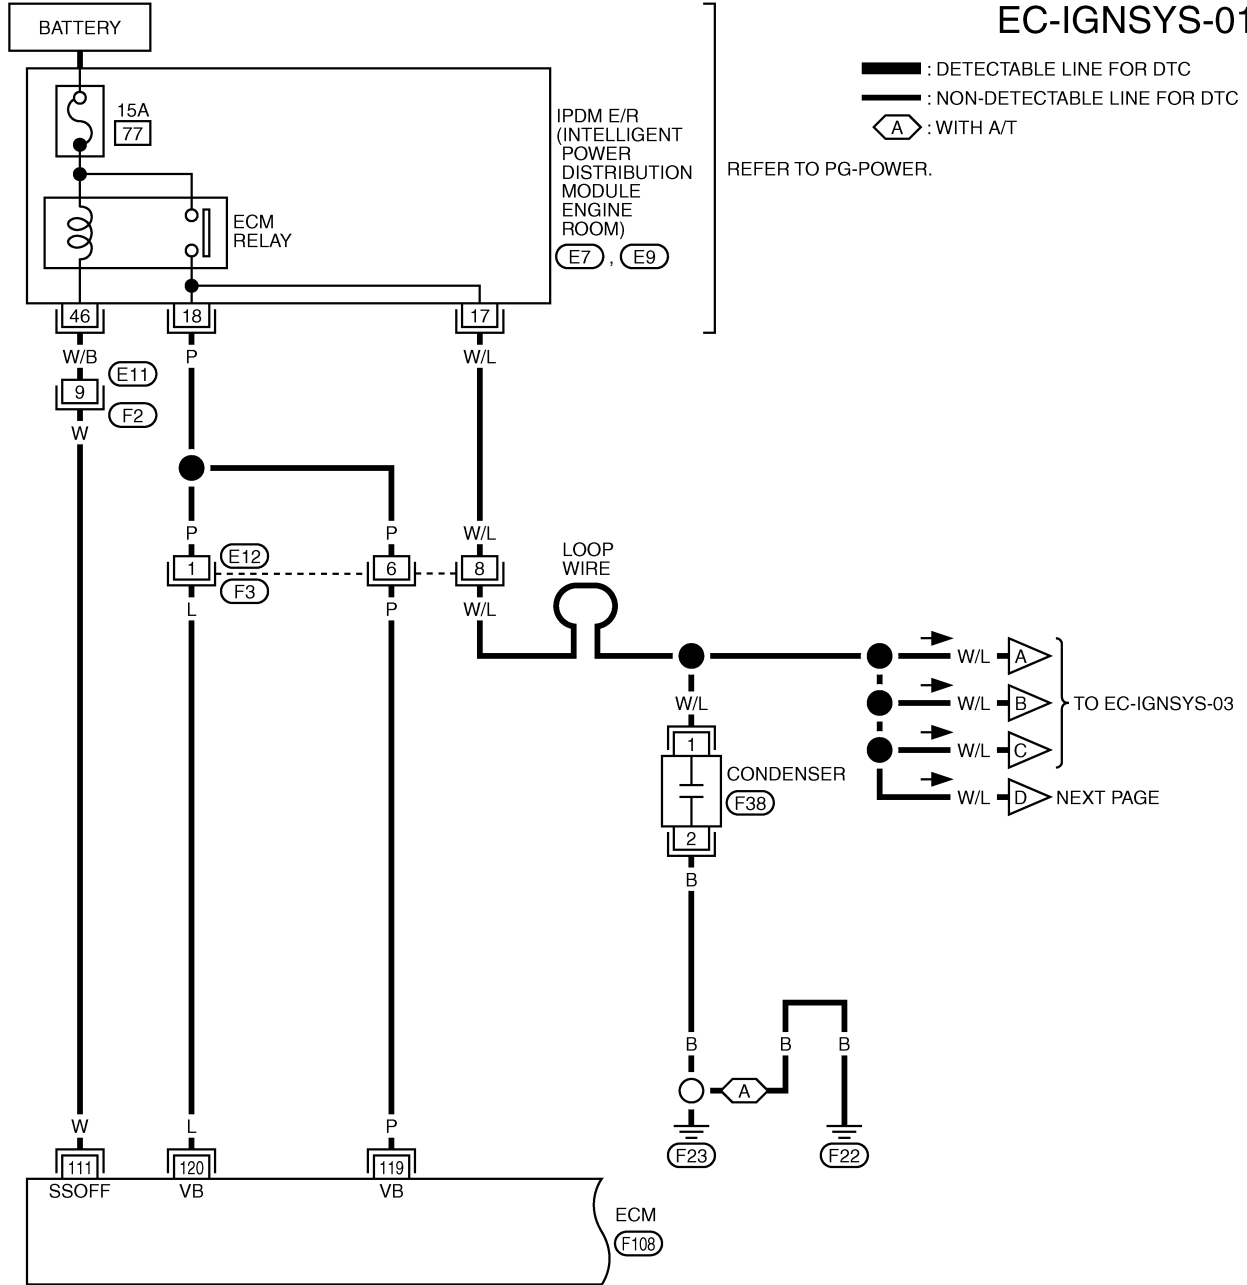 BATTERY
EC-IGNSYS-01
: DETECTABLE LINE FOR DTC
: NON-DETECTABLE LINE FOR DTC
A : WITH A/T
15A
77
IPDM E/R
(INTELLIGENT
POWER
DISTRIBUTION
MODULE
ENGINE
ROOM)
E7 , E9
REFER TO PG-POWER.
ECM
RELAY
46 18 17
W/B P W/L
E11
9
F2
W
P P W/L
E12
1 6 8
F3
L P W/L
LOOP
WIRE
W/L A
W/L B
W/L C
TO EC-IGNSYS-03
W/L D NEXT PAGE
W/L
1
CONDENSER
F38
2
B
B B B
A
F23 F22
W L P
111 120 119
SSOFF VB VB
ECM
F108